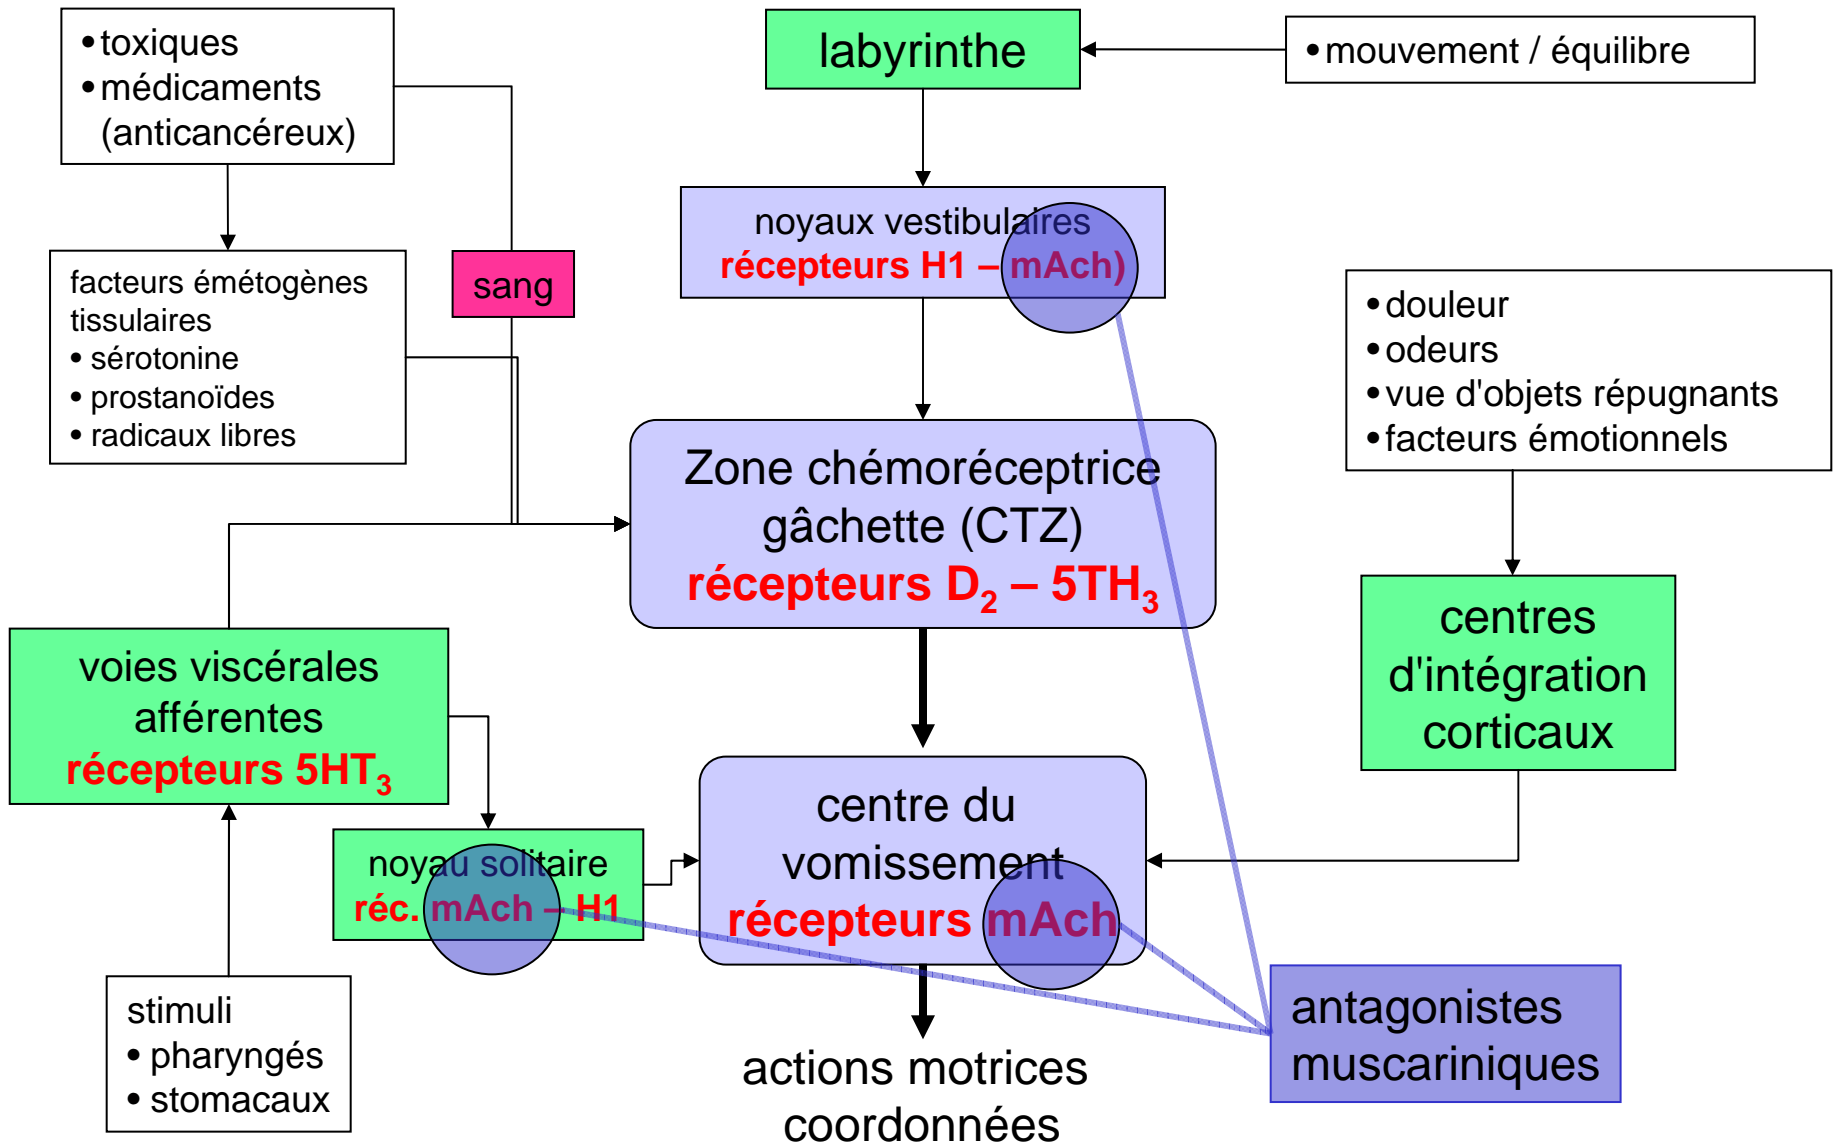 • toxiques
• médicaments
(anticancéreux)
labyrinthe
• mouvement / équilibre
noyaux vestibulaires
récepteurs H1 – mAch)
facteurs émétogènes
tissulaires
• sérotonine
• prostanoïdes
• radicaux libres
sang
• douleur
• odeurs
• vue d'objets répugnants
• facteurs émotionnels
Zone chémoréceptrice
gâchette (CTZ)
récepteurs D2 – 5TH3
voies viscérales
afférentes
récepteurs 5HT3
centres
d'intégration
corticaux
centre du
vomissement
récepteurs mAch
noyau solitaire
réc. mAch – H1
stimuli
• pharyngés
• stomacaux
antagonistes
muscariniques
actions motrices
coordonnées